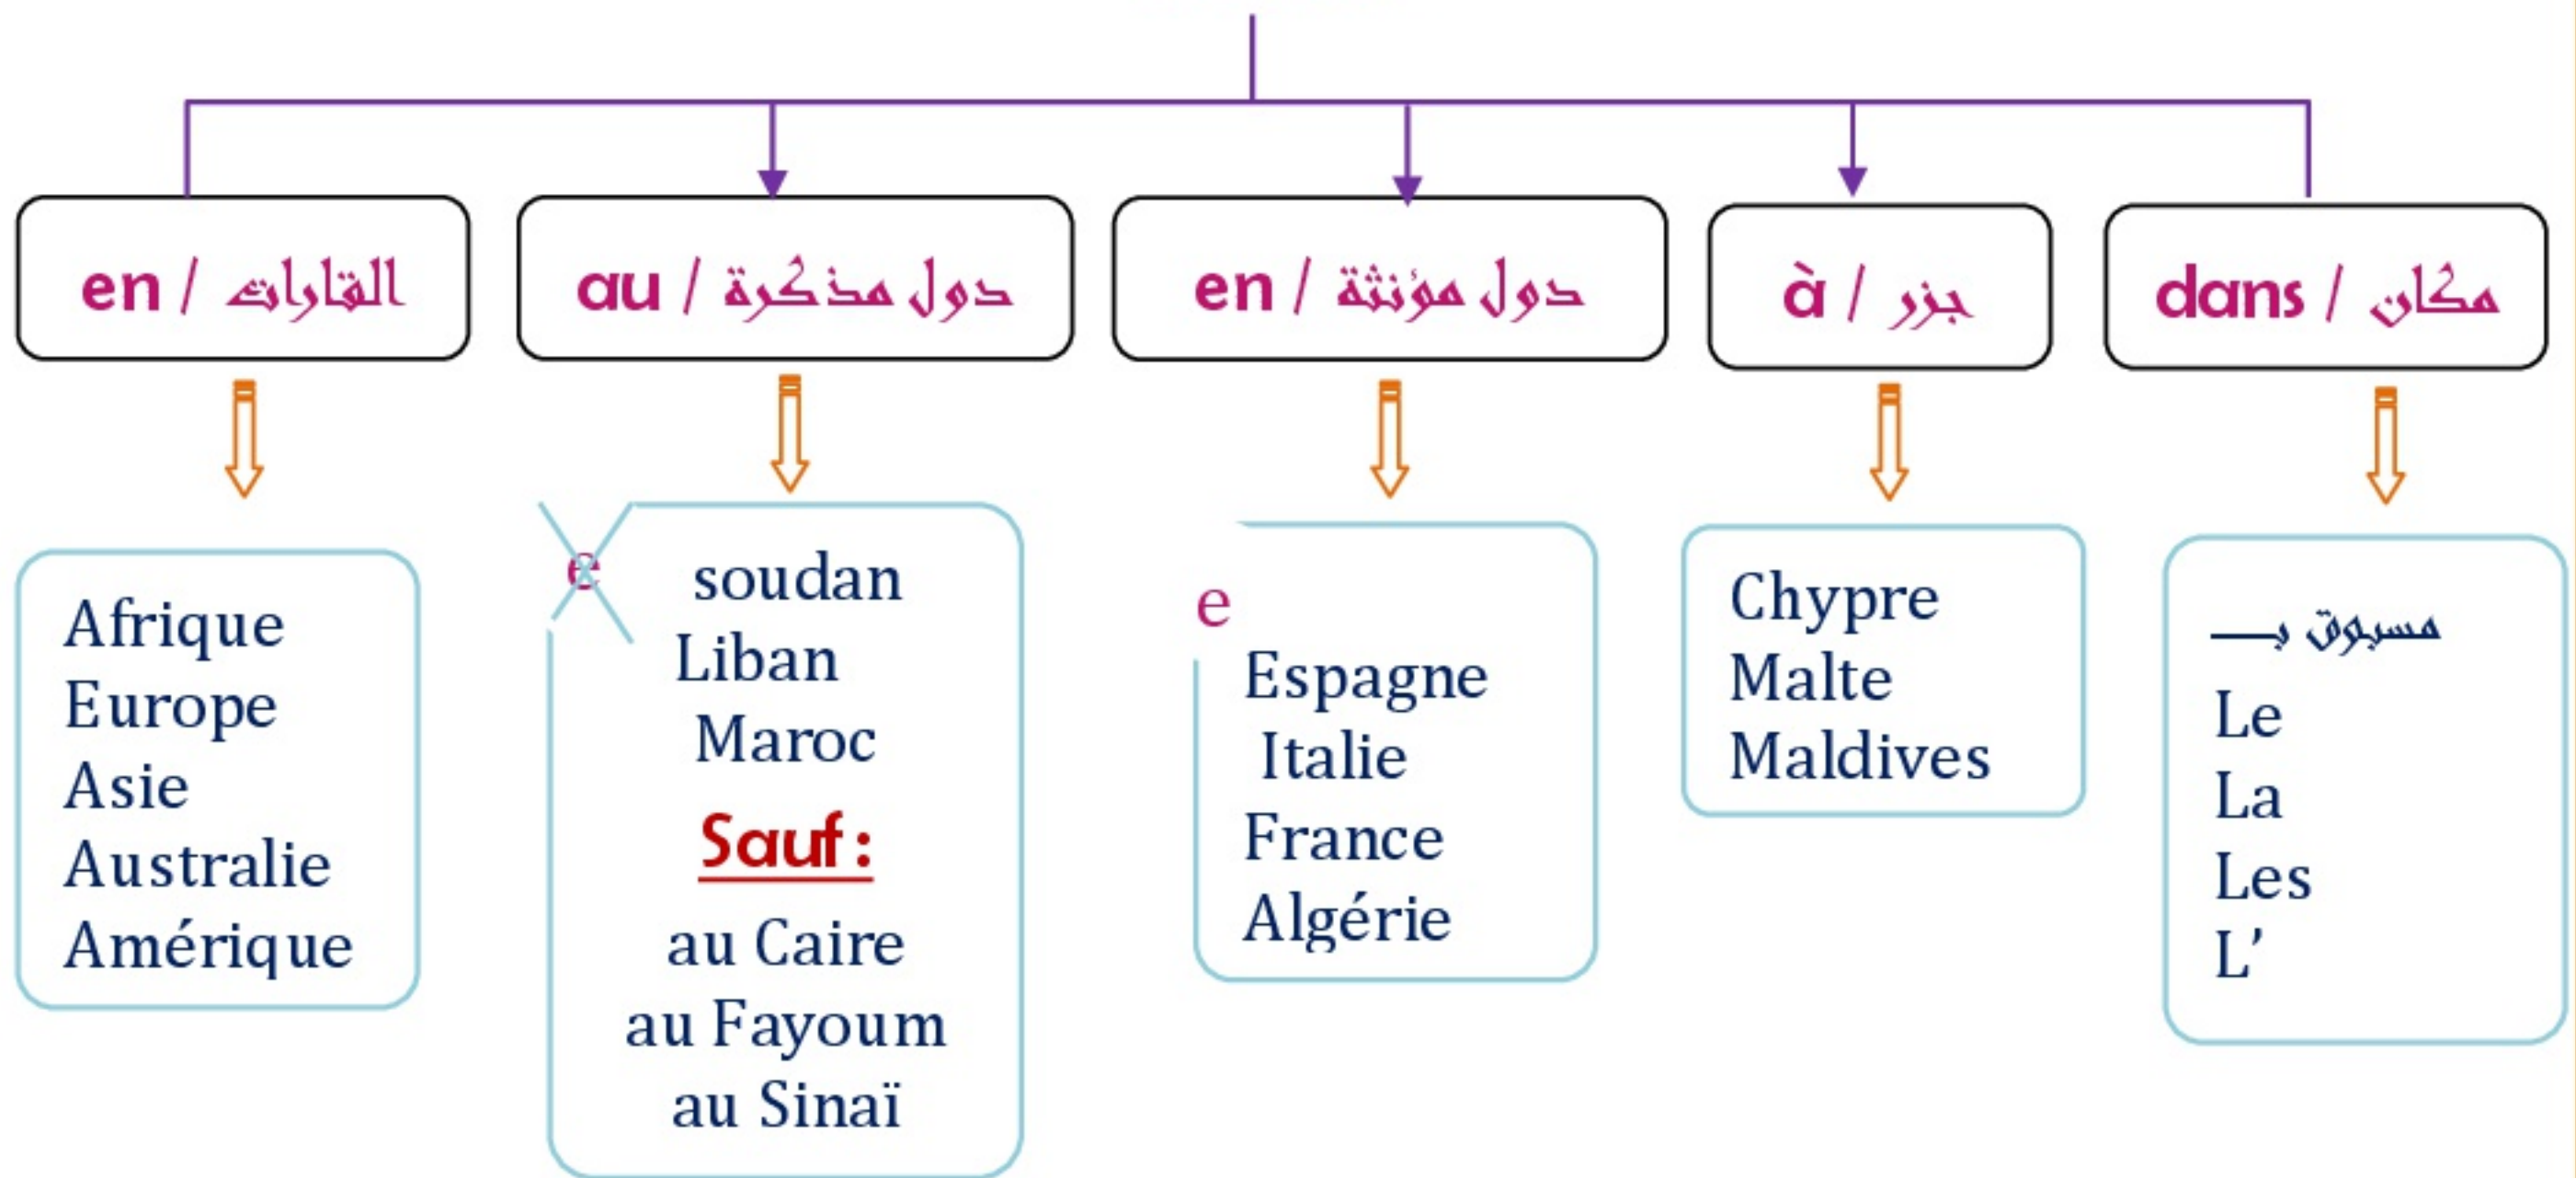 en / القارات
au / دول مذكرة
en / دول مؤنثة
à / جزر
dans / مكان
Afrique
Europe
Asie
Australie
Amérique
e
soudan
Liban
Maroc
Sauf:
au Caire
au Fayoum
au Sinaï
e
Espagne
Italie
France
Algérie
Chypre
Malte
Maldives
مسبوق بـــ
Le
La
Les
L’